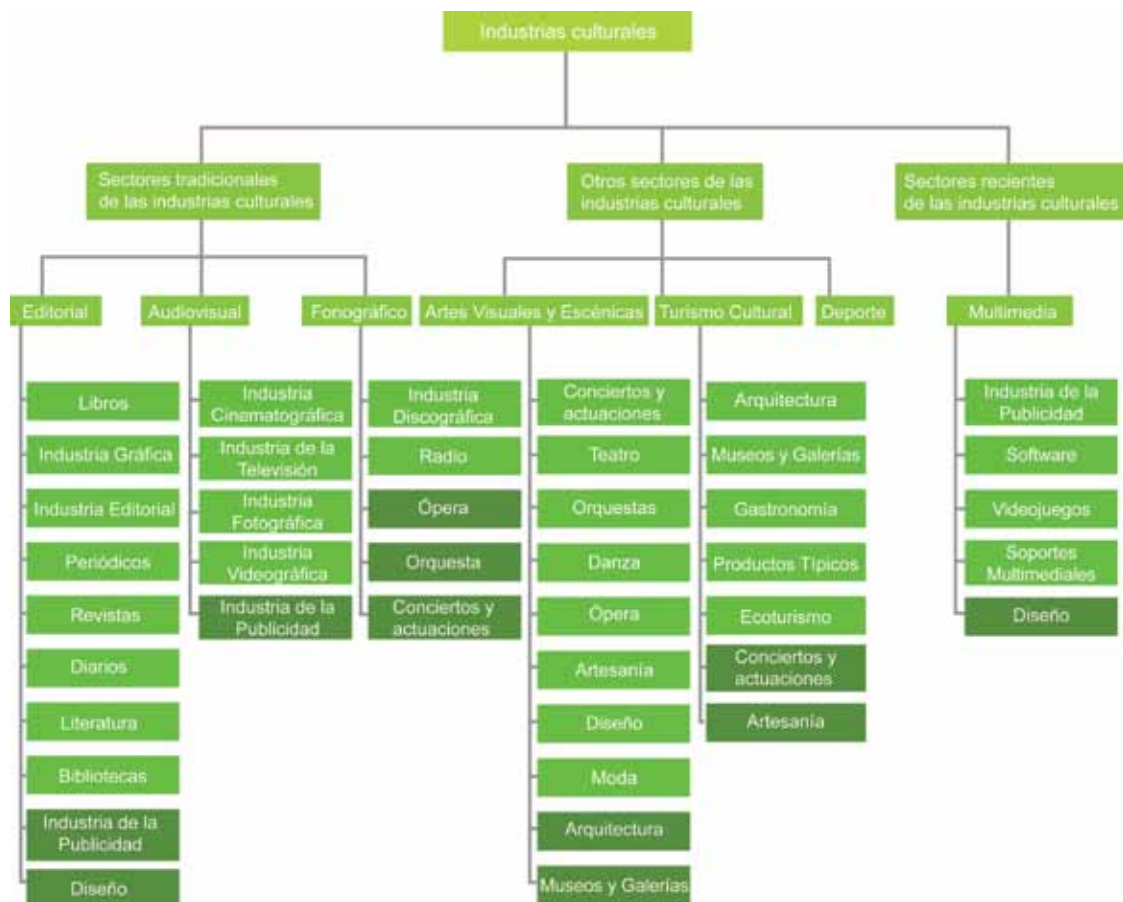 Industrias culturales
Sectores tradicionales
de las industrias culturales
Otros sectores de las
industrias culturales
Sectores recientes
de las industrias culturales
Editorial
Audiovisual
Fonográfico
Artes Visuales y Escénicas
Turismo Cultural
Deporte
Multimedia
Libros
Industria Gráfica
Industria Editorial
Periódicos
Revistas
Diarios
Literatura
Bibliotecas
Industria de la
Publicidad
Diseño
Industria
Cinematográfica
Industria de la
Televisión
Industria
Fotográfica
Industria
Videográfica
Industria de la
Publicidad
Industria
Discográfica
Radio
Ópera
Orquesta
Conciertos y
actuaciones
Conciertos y
actuaciones
Teatro
Orquestas
Danza
Ópera
Artesanía
Diseño
Moda
Arquitectura
Museos y Galerías
Arquitectura
Museos y Galerías
Gastronomía
Productos Típicos
Ecoturismo
Conciertos y
actuaciones
Artesanía
Industria de la
Publicidad
Software
Videojuegos
Soportes
Multimediales
Diseño